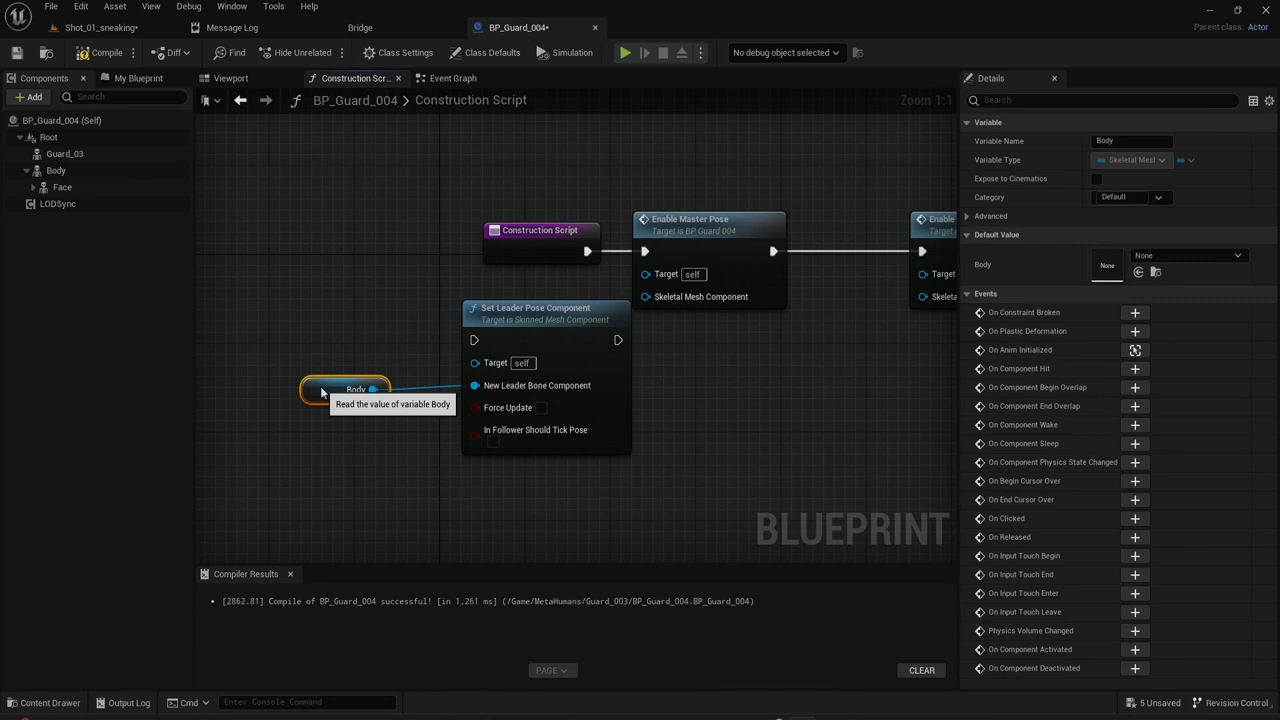 File Edit Asset View Debug Window Tools Help
Shot_01_sneaking* Message Log Bridge BP_Guard_004* Parent class: Actor
Compile Diff Find Hide Unrelated Class Settings Class Defaults Simulation No debug object selected
Components My Blueprint Viewport Construction Scr... Event Graph Details
Add Search BP_Guard_004 Construction Script Zoom 1:1 Search
BP_Guard_004 (Self)
Root
Guard_03
Body
Face
LODSync
Construction Script
Enable Master Pose
Target is BP Guard 004
Target self
Skeletal Mesh Component
Enable
Target
Target
Skeleta
Set Leader Pose Component
Target is Skinned Mesh Component
Target self
New Leader Bone Component
Force Update
In Follower Should Tick Pose
Body
Read the value of variable Body
BLUEPRINT
Variable
Variable Name Body
Variable Type Skeletal Mesl
Expose to Cinematics
Category Default
Advanced
Default Value
Body None None
Events
On Constraint Broken
On Plastic Deformation
On Anim Initialized
On Component Hit
On Component Begin Overlap
On Component End Overlap
On Component Wake
On Component Sleep
On Component Physics State Changed
On Begin Cursor Over
On End Cursor Over
On Clicked
On Released
On Input Touch Begin
On Input Touch End
On Input Touch Enter
On Input Touch Leave
Physics Volume Changed
On Component Activated
On Component Deactivated
Compiler Results
[2862.81] Compile of BP_Guard_004 successful! [in 1,261 ms] (/Game/MetaHumans/Guard_003/BP_Guard_004.BP_Guard_004)
PAGE CLEAR
Content Drawer Output Log Cmd Enter Console Command 5 Unsaved Revision Control